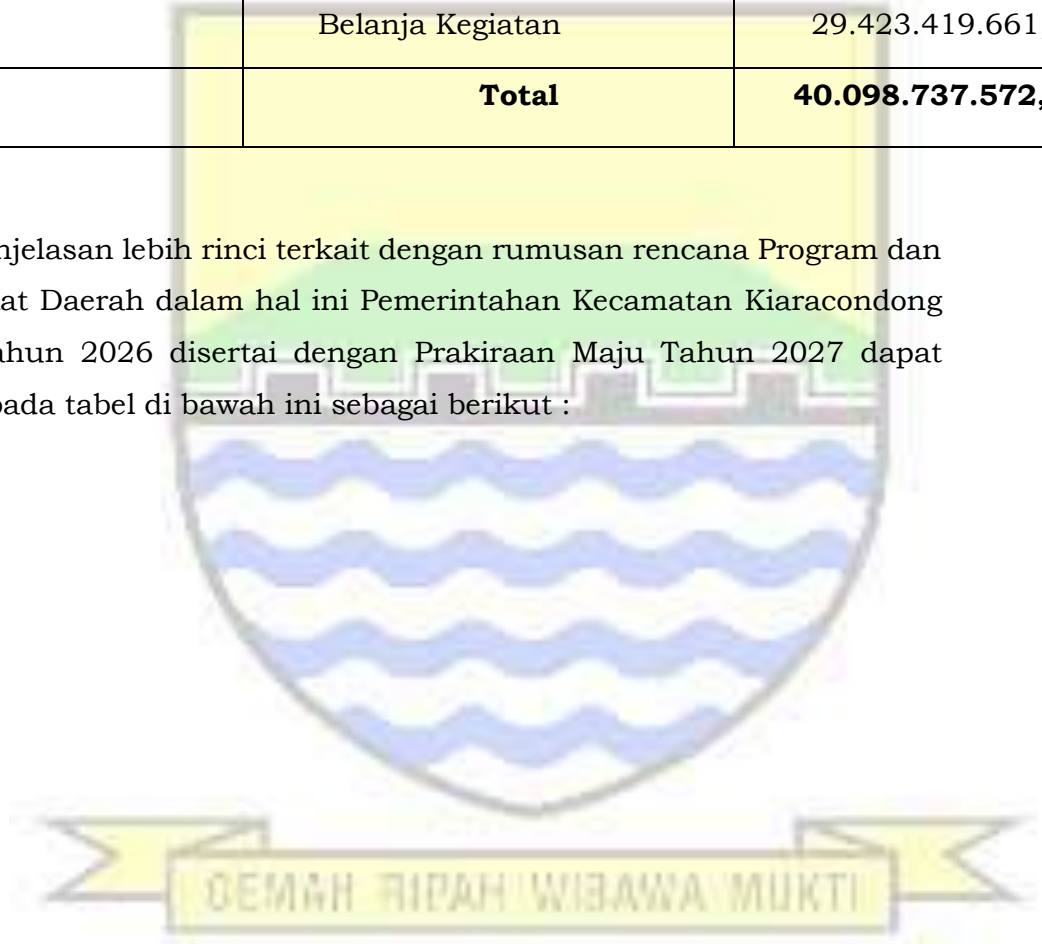 Belanja Kegiatan 29.423.419.661
Total 40.098.737.572,
njelasan lebih rinci terkait dengan rumusan rencana Program dan
at Daerah dalam hal ini Pemerintahan Kecamatan Kiaracondong
ahun 2026 disertai dengan Prakiraan Maju Tahun 2027 dapat
pada tabel di bawah ini sebagai berikut :
GEMAH RIPAH WIBAWA MUKTI